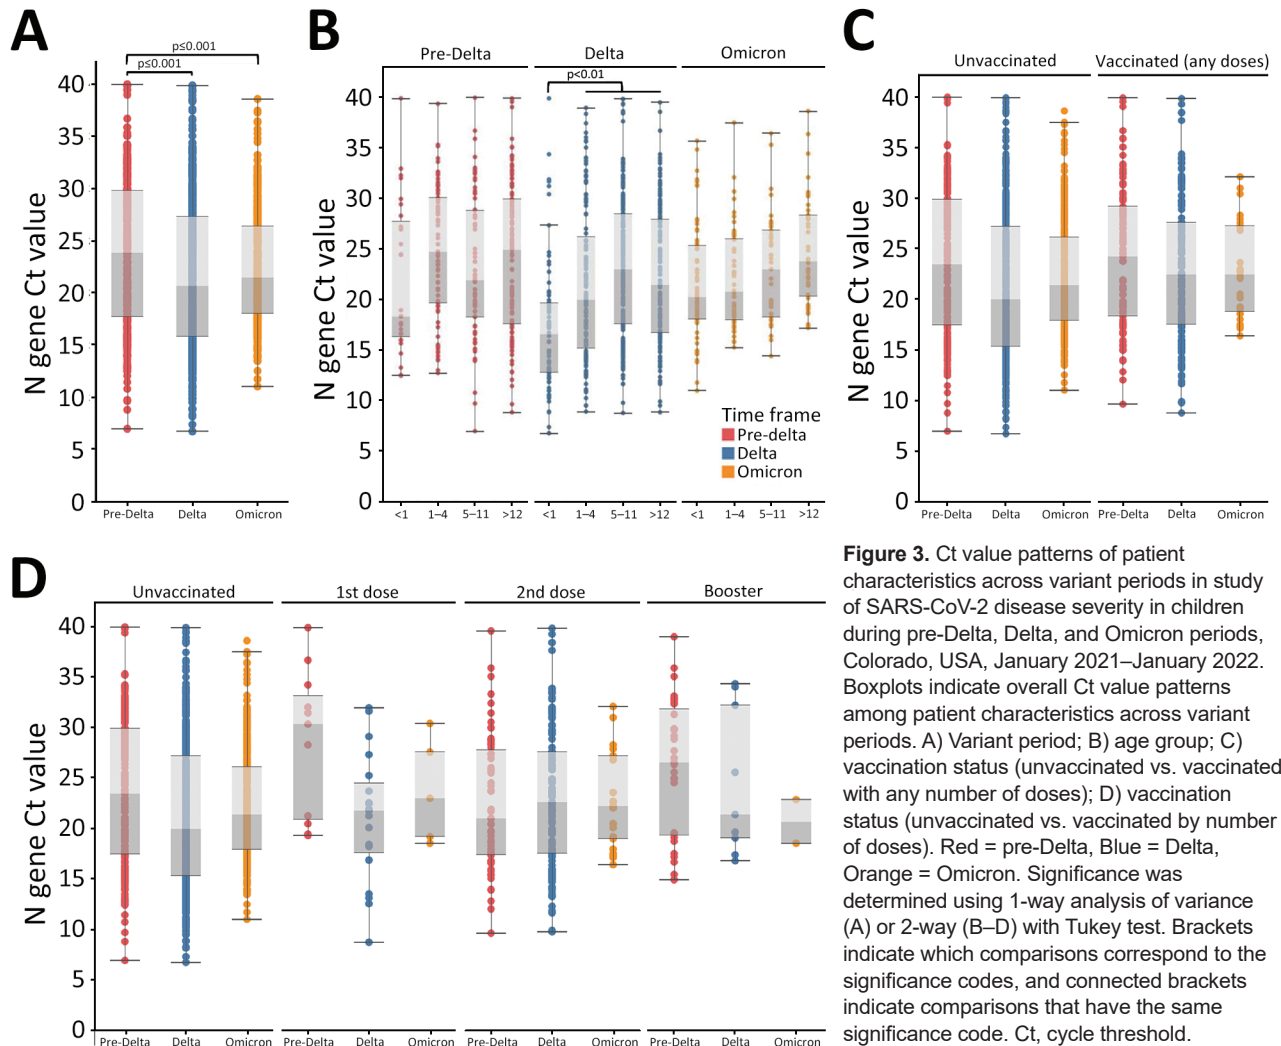 A
p≤0.001
p≤0.001
N gene Ct value
40
35
30
25
20
15
10
5
0
Pre-Delta Delta Omicron
B
Pre-Delta Delta Omicron
p<0.01
N gene Ct value
40
35
30
25
20
15
10
5
0
<1 1–4 5–11 >12 <1 1–4 5–11 >12 <1 1–4 5–11 >12
Time frame
Pre-delta
Delta
Omicron
C
Unvaccinated Vaccinated (any doses)
N gene Ct value
40
35
30
25
20
15
10
5
0
Pre-Delta Delta Omicron Pre-Delta Delta Omicron
D
Unvaccinated 1st dose 2nd dose Booster
N gene Ct value
40
35
30
25
20
15
10
5
0
Pre-Delta Delta Omicron Pre-Delta Delta Omicron Pre-Delta Delta Omicron Pre-Delta Delta Omicron
Figure 3. Ct value patterns of patient
characteristics across variant periods in study
of SARS-CoV-2 disease severity in children
during pre-Delta, Delta, and Omicron periods,
Colorado, USA, January 2021–January 2022.
Boxplots indicate overall Ct value patterns
among patient characteristics across variant
periods. A) Variant period; B) age group; C)
vaccination status (unvaccinated vs. vaccinated
with any number of doses); D) vaccination
status (unvaccinated vs. vaccinated by number
of doses). Red = pre-Delta, Blue = Delta,
Orange = Omicron. Significance was
determined using 1-way analysis of variance
(A) or 2-way (B–D) with Tukey test. Brackets
indicate which comparisons correspond to the
significance codes, and connected brackets
indicate comparisons that have the same
significance code. Ct, cycle threshold.